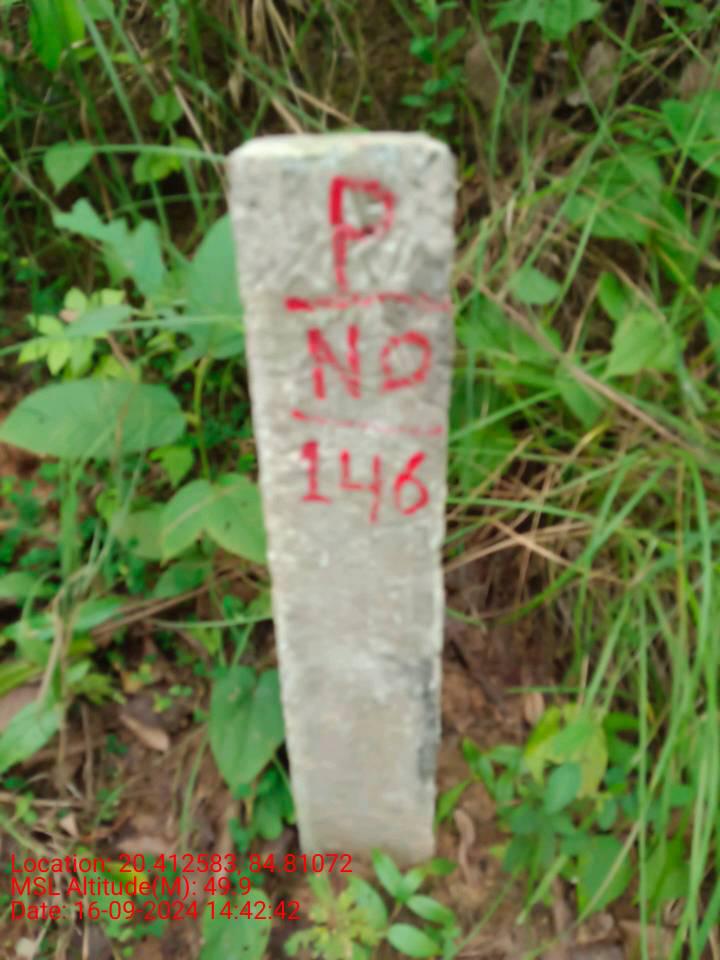 P
NO
146
Location: 20.412583, 84.81072
MSL Altitude(M): 49.9
Date: 16-09-2024 14:42:42